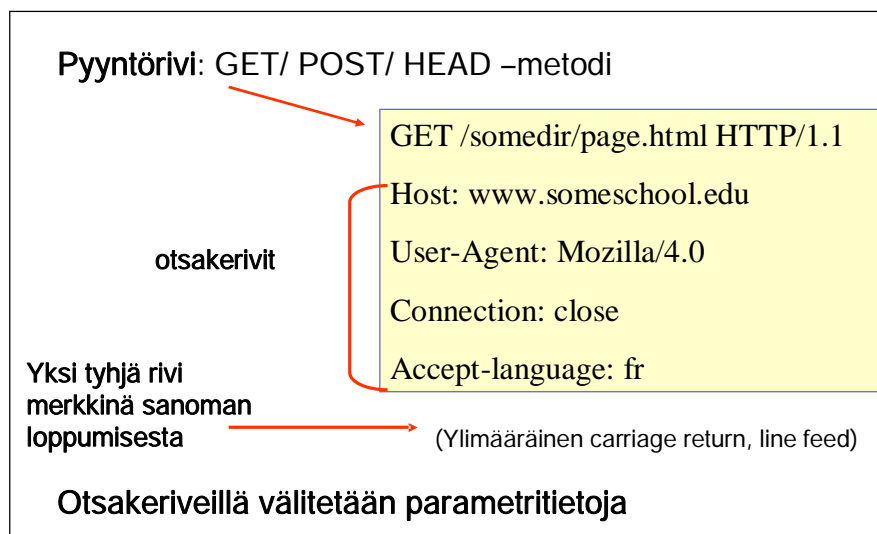 Pyyntörivi: GET/ POST/ HEAD –metodi
GET /somedir/page.html HTTP/1.1
Host: www.someschool.edu
User-Agent: Mozilla/4.0
Connection: close
Accept-language: fr
otsakerivit
Yksi tyhjä rivi
merkkinä sanoman
loppumisesta
(Ylimääräinen carriage return, line feed)
Otsakeriveillä välitetään parametritietoja